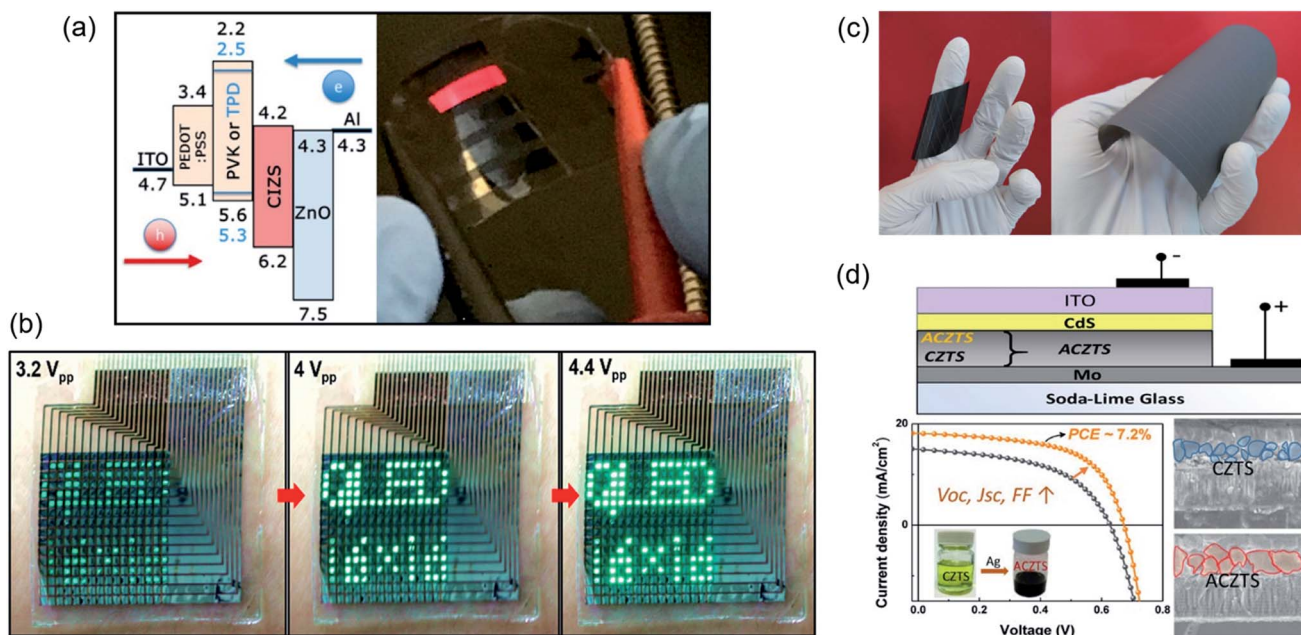 (a)
2.2
2.5
3.4
4.2
e
Al
4.3
4.3
ITO
4.7
PEDOT
:PSS
PVK or TPD
CIZS
ZnO
5.1
5.6
5.3
6.2
7.5
h
(b)
3.2 Vpp
4 Vpp
4.4 Vpp
(c)
(d)
-
+
ITO
CdS
ACZTS
CZTS
ACZTS
Mo
Soda-Lime Glass
20
10
0
Current density (mA/cm²)
PCE ~ 7.2%
Voc, Jsc, FF ↑
CZTS
Ag
ACZTS
0.0
0.2
0.4
0.6
0.8
Voltage (V)
CZTS
ACZTS